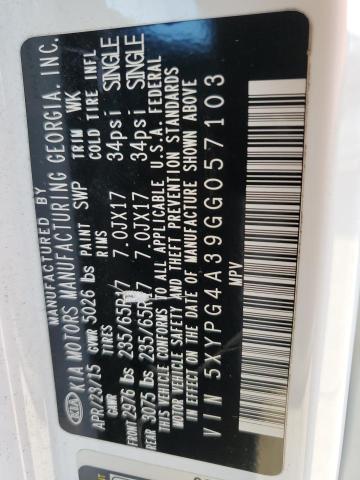 MANUFACTURED BY
KIA KIA MOTORS MANUFACTURING GEORGIA, INC.
APR/23/15 GVWR 5026 lbs PAINT SWP TRIM WK
GAWR TIRES RIMS COLD TIRE INFL
FRONT 2976 lbs 235/65R17 7.0JX17 34psi SINGLE
REAR 3075 lbs 235/65R17 7.0JX17 34psi SINGLE
THIS VEHICLE CONFORMS TO ALL APPLICABLE U.S.A. FEDERAL
MOTOR VEHICLE SAFETY AND THEFT PREVENTION STANDARDS
IN EFFECT ON THE DATE OF MANUFACTURE SHOWN ABOVE
VIN 5XYPG4A39GG057103
MPV